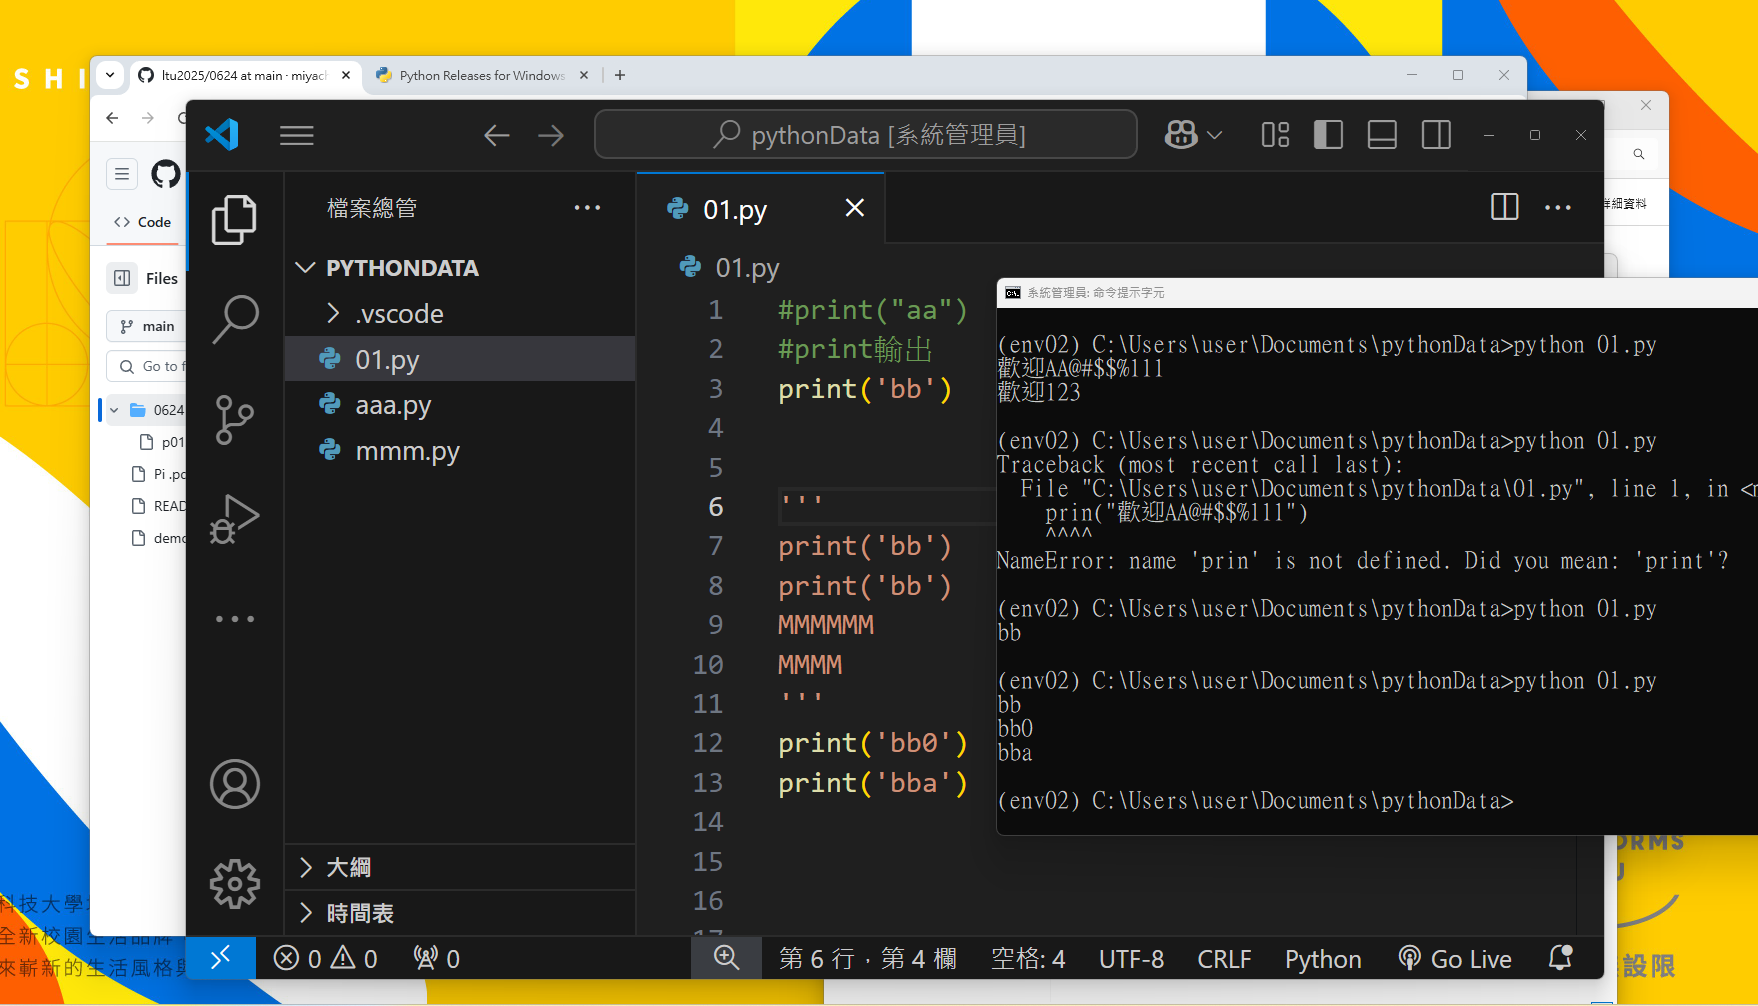 SHI
ltu2025/0624 at main · miyach
Python Releases for Windows
pythonData [系統管理員]
Code
Files
main
Go to f
0624
p01
Pi .pc
READ
demo
檔案總管
PYTHONDATA
.vscode
01.py
aaa.py
mmm.py
大綱
時間表
01.py
01.py
1 #print("aa")
2 #print輸出
3 print('bb')
4
5
6 '''
7 print('bb')
8 print('bb')
9 MMMMMM
10 MMMM
11 '''
12 print('bb0')
13 print('bba')
14
15
16
17
詳細資料
系統管理員: 命令提示字元
(env02) C:\Users\user\Documents\pythonData>python 01.py
歡迎AA@#$$%111
歡迎123
(env02) C:\Users\user\Documents\pythonData>python 01.py
Traceback (most recent call last):
File "C:\Users\user\Documents\pythonData\01.py", line 1, in <m
prin("歡迎AA@#$$%111")
^^^^
NameError: name 'prin' is not defined. Did you mean: 'print'?
(env02) C:\Users\user\Documents\pythonData>python 01.py
bb
(env02) C:\Users\user\Documents\pythonData>python 01.py
bb
bb0
bba
(env02) C:\Users\user\Documents\pythonData>
ORMS
U
科技大學
全新校園生活品牌
來嶄新的生活風格與
設限
0 0 0
第 6 行，第 4 欄
空格: 4
UTF-8
CRLF
Python
Go Live